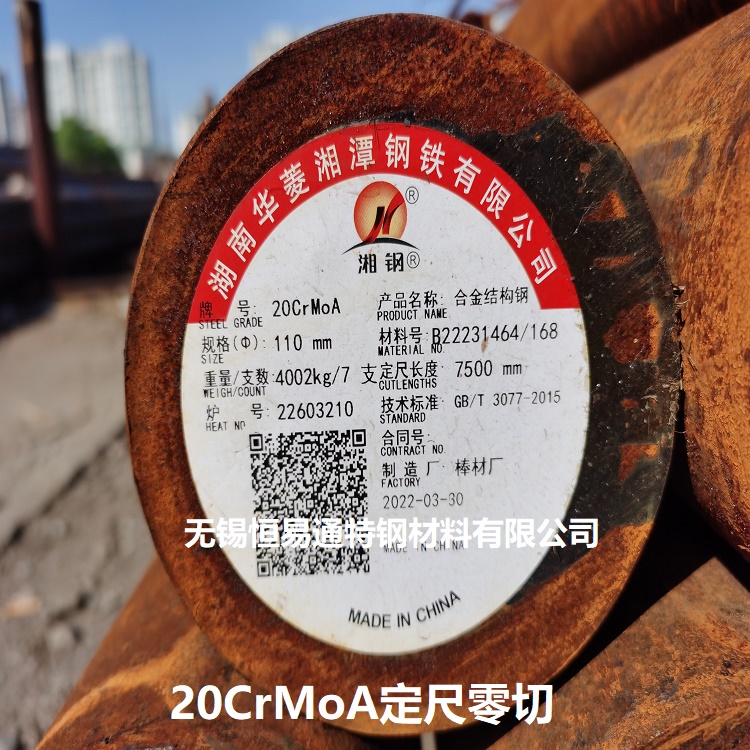 湖南华菱湘潭钢铁有限公司
®
湘钢®
牌 号: 20CrMoA
STEEL GRADE
产品名称: 合金结构钢
PRODUCT NAME
规格(Φ): 110 mm
SIZE
材料号: B22231464/168
MATERIAL NO.
重量/支数: 4002kg/7 支
WEIGH/COUNT
定尺长度: 7500 mm
CUTLENGTHS
炉 号: 22603210
HEAT NO
技术标准: GB/T 3077-2015
STANDARD
合同号:
CONTRACT NO.
制 造 厂: 棒材厂
FACTORY
2022-03-30
无锡恒易通特钢材料有限公司
MADE IN CHINA
MADE IN CHINA
20CrMoA定尺零切